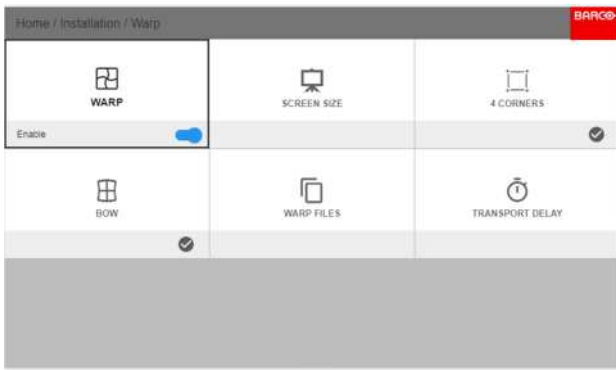 Home / Installation / Warp
BARCO
WARP
SCREEN SIZE
4 CORNERS
Enable
BOW
WARP FILES
TRANSPORT DELAY